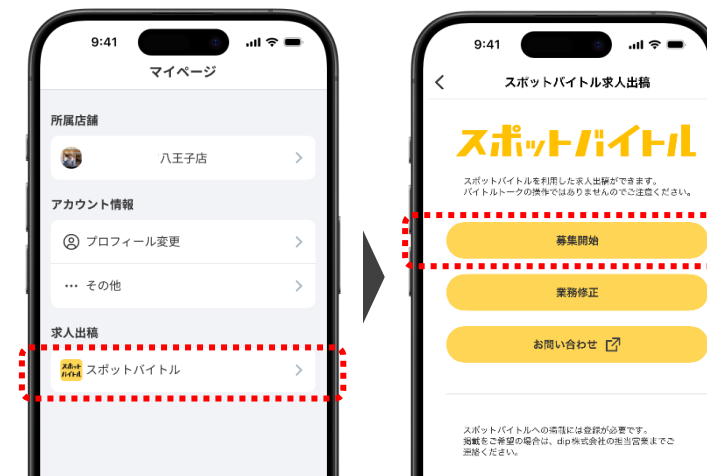 9:41
マイページ
所属店舗
八王子店
アカウント情報
プロフィール変更
その他
求人出稿
スポット
バイトル
スポットバイトル
9:41
スポットバイトル求人出稿
スポットバイトル
スポットバイトルを利用した求人出稿ができます。
バイトルトークの操作ではありませんのでご注意ください。
募集開始
業務修正
お問い合わせ
スポットバイトルへの掲載には登録が必要です。
掲載をご希望の場合は、dip株式会社の担当営業までご
連絡ください。